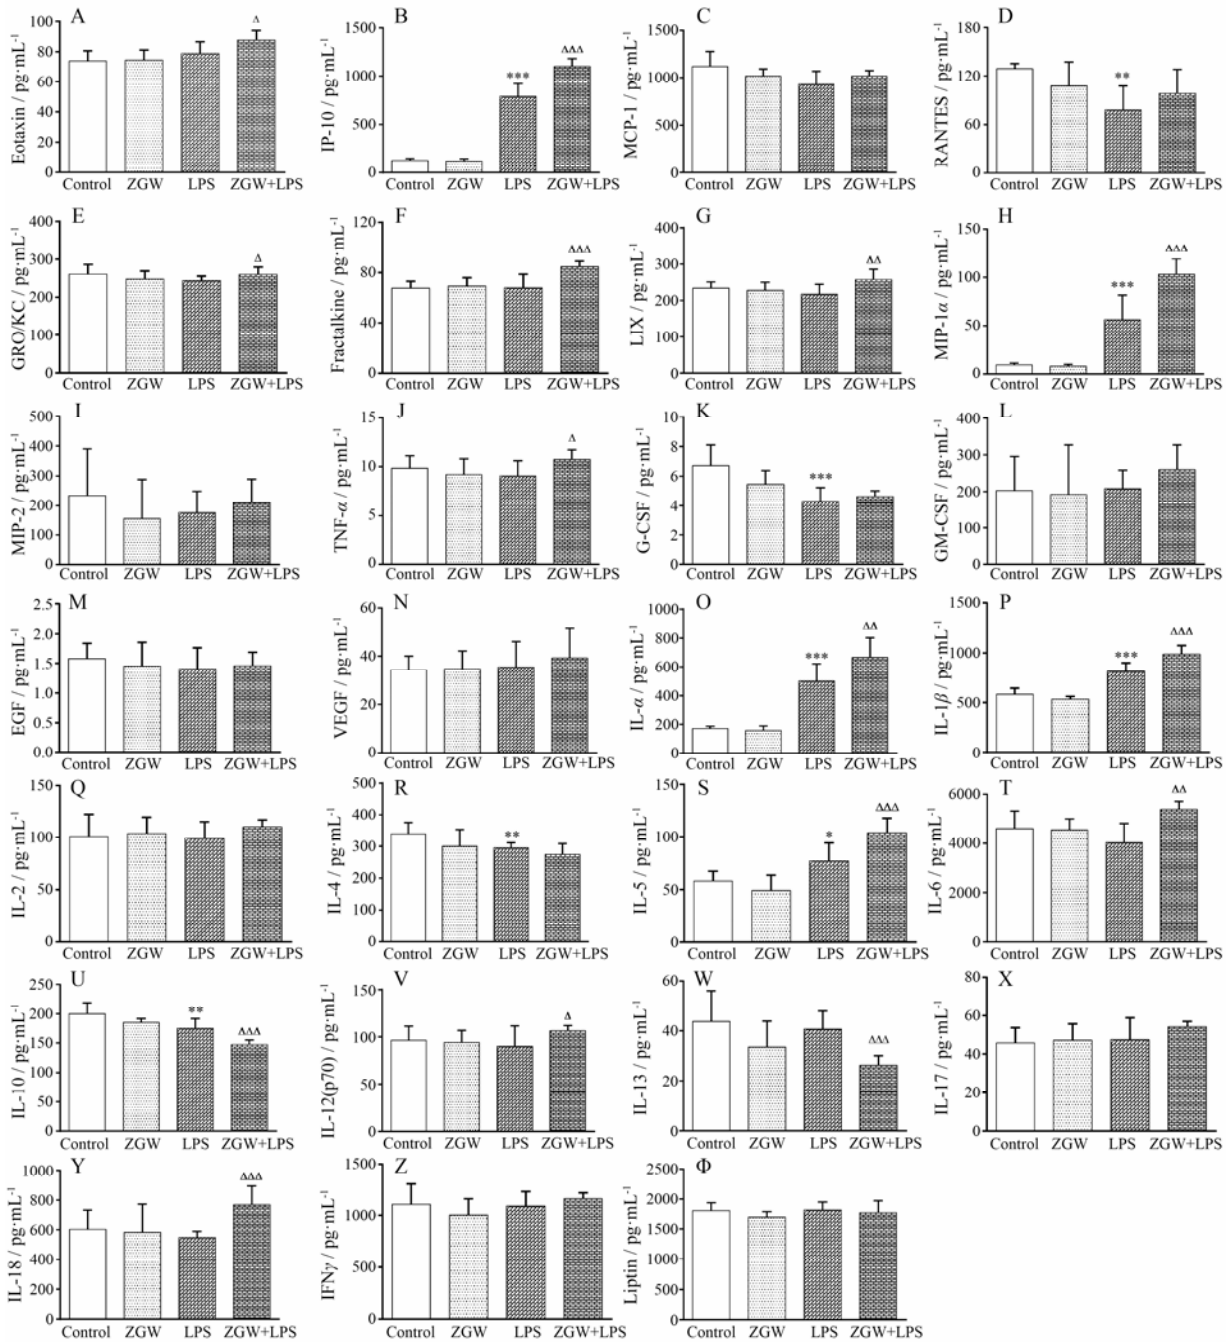 A
Eotaxin / pg·mL-1
100
80
60
40
20
0
Δ
Control ZGW LPS ZGW+LPS
B
IP-10 / pg·mL-1
1500
1000
500
0
***
ΔΔΔ
Control ZGW LPS ZGW+LPS
C
MCP-1 / pg·mL-1
1500
1000
500
0
Control ZGW LPS ZGW+LPS
D
RANTES / pg·mL-1
180
120
60
0
**
Control ZGW LPS ZGW+LPS
E
GRO/KC / pg·mL-1
400
300
200
100
0
Δ
Control ZGW LPS ZGW+LPS
F
Fractalkine / pg·mL-1
120
80
40
0
ΔΔΔ
Control ZGW LPS ZGW+LPS
G
LIX / pg·mL-1
400
300
200
100
0
ΔΔ
Control ZGW LPS ZGW+LPS
H
MIP-1α / pg·mL-1
150
100
50
0
***
ΔΔΔ
Control ZGW LPS ZGW+LPS
I
MIP-2 / pg·mL-1
500
400
300
200
100
0
Control ZGW LPS ZGW+LPS
J
TNF-α / pg·mL-1
15
10
5
0
Δ
Control ZGW LPS ZGW+LPS
K
G-CSF / pg·mL-1
10
8
6
4
2
0
***
Control ZGW LPS ZGW+LPS
L
GM-CSF / pg·mL-1
400
300
200
100
0
Control ZGW LPS ZGW+LPS
M
EGF / pg·mL-1
2.5
2.0
1.5
1.0
0.5
0.0
Control ZGW LPS ZGW+LPS
N
VEGF / pg·mL-1
60
40
20
0
Control ZGW LPS ZGW+LPS
O
IL-α / pg·mL-1
1000
800
600
400
200
0
***
ΔΔ
Control ZGW LPS ZGW+LPS
P
IL-1β / pg·mL-1
1500
1000
500
0
***
ΔΔΔ
Control ZGW LPS ZGW+LPS
Q
IL-2 / pg·mL-1
150
100
50
0
Control ZGW LPS ZGW+LPS
R
IL-4 / pg·mL-1
500
400
300
200
100
0
**
Control ZGW LPS ZGW+LPS
S
IL-5 / pg·mL-1
150
100
50
0
*
ΔΔΔ
Control ZGW LPS ZGW+LPS
T
IL-6 / pg·mL-1
6000
4000
2000
0
ΔΔ
Control ZGW LPS ZGW+LPS
U
IL-10 / pg·mL-1
250
200
150
100
50
0
**
ΔΔΔ
Control ZGW LPS ZGW+LPS
V
IL-12(p70) / pg·mL-1
150
100
50
0
Δ
Control ZGW LPS ZGW+LPS
W
IL-13 / pg·mL-1
60
40
20
0
ΔΔΔ
Control ZGW LPS ZGW+LPS
X
IL-17 / pg·mL-1
80
60
40
20
0
Control ZGW LPS ZGW+LPS
Y
IL-18 / pg·mL-1
1000
800
600
400
200
0
ΔΔΔ
Control ZGW LPS ZGW+LPS
Z
IFNγ / pg·mL-1
1500
1000
500
0
Control ZGW LPS ZGW+LPS
Φ
Liptin / pg·mL-1
2500
2000
1500
1000
500
0
Control ZGW LPS ZGW+LPS